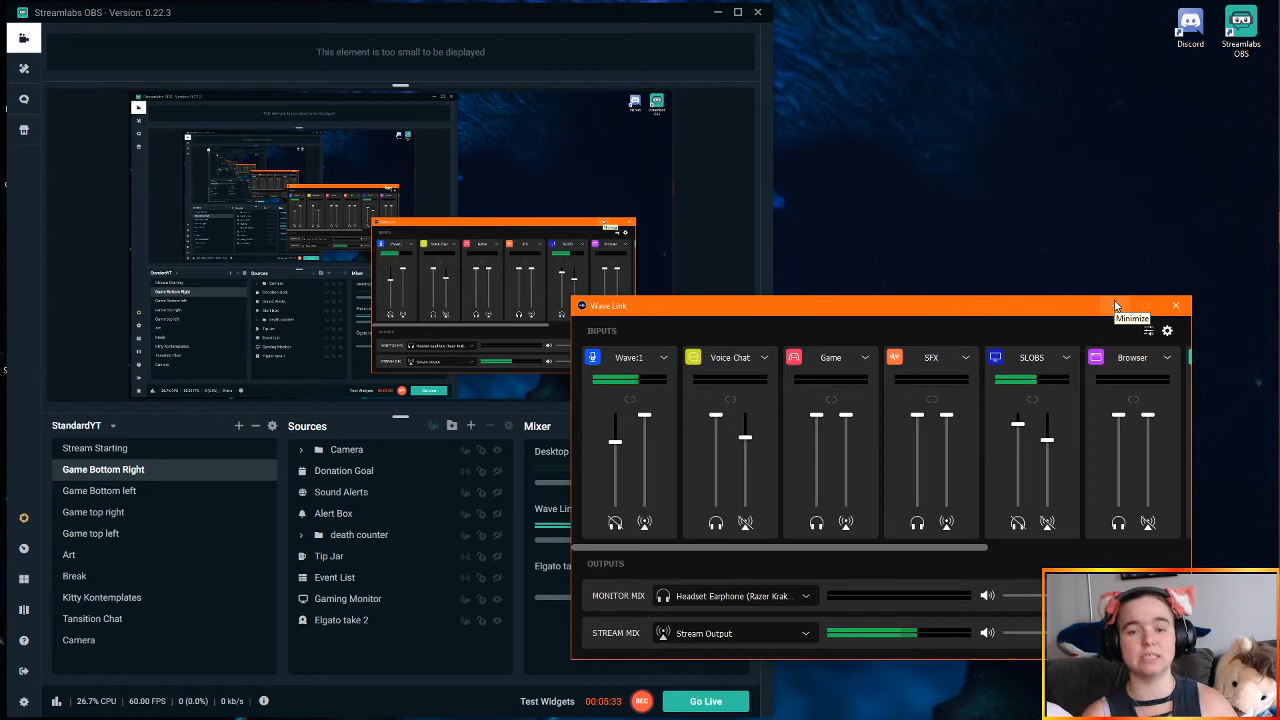 Streamlabs OBS - Version: 0.22.3
This element is too small to be displayed
Discord
Streamlabs
OBS
StandardYT
Stream Starting
Game Bottom Right
Game Bottom left
Game top right
Game top left
Art
Break
Kitty Kontemplates
Tansition Chat
Camera
Sources
Camera
Donation Goal
Sound Alerts
Alert Box
death counter
Tip Jar
Event List
Gaming Monitor
Elgato take 2
Mixer
Desktop
Wave Lin
Elgato ta
Wave Link
Minimize
INPUTS
Wave:1
Voice Chat
Game
SFX
SLOBS
Browser
OUTPUTS
MONITOR MIX
Headset Earphone (Razer Krak...
STREAM MIX
Stream Output
26.7% CPU
60.00 FPS
0 (0.0%)
0 kb/s
Test Widgets
00:05:33
REC
Go Live